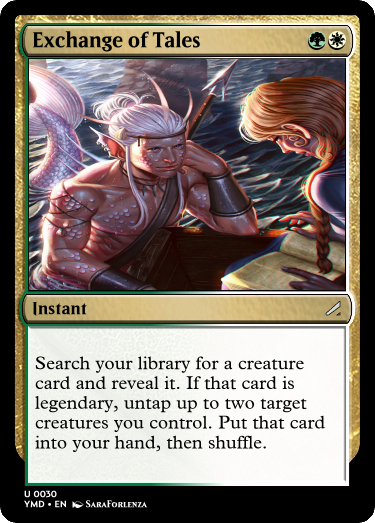 Exchange of Tales
Instant
Search your library for a creature
card and reveal it. If that card is
legendary, untap up to two target
creatures you control. Put that card
into your hand, then shuffle.
U 0030
YMD • EN SaraForlenza